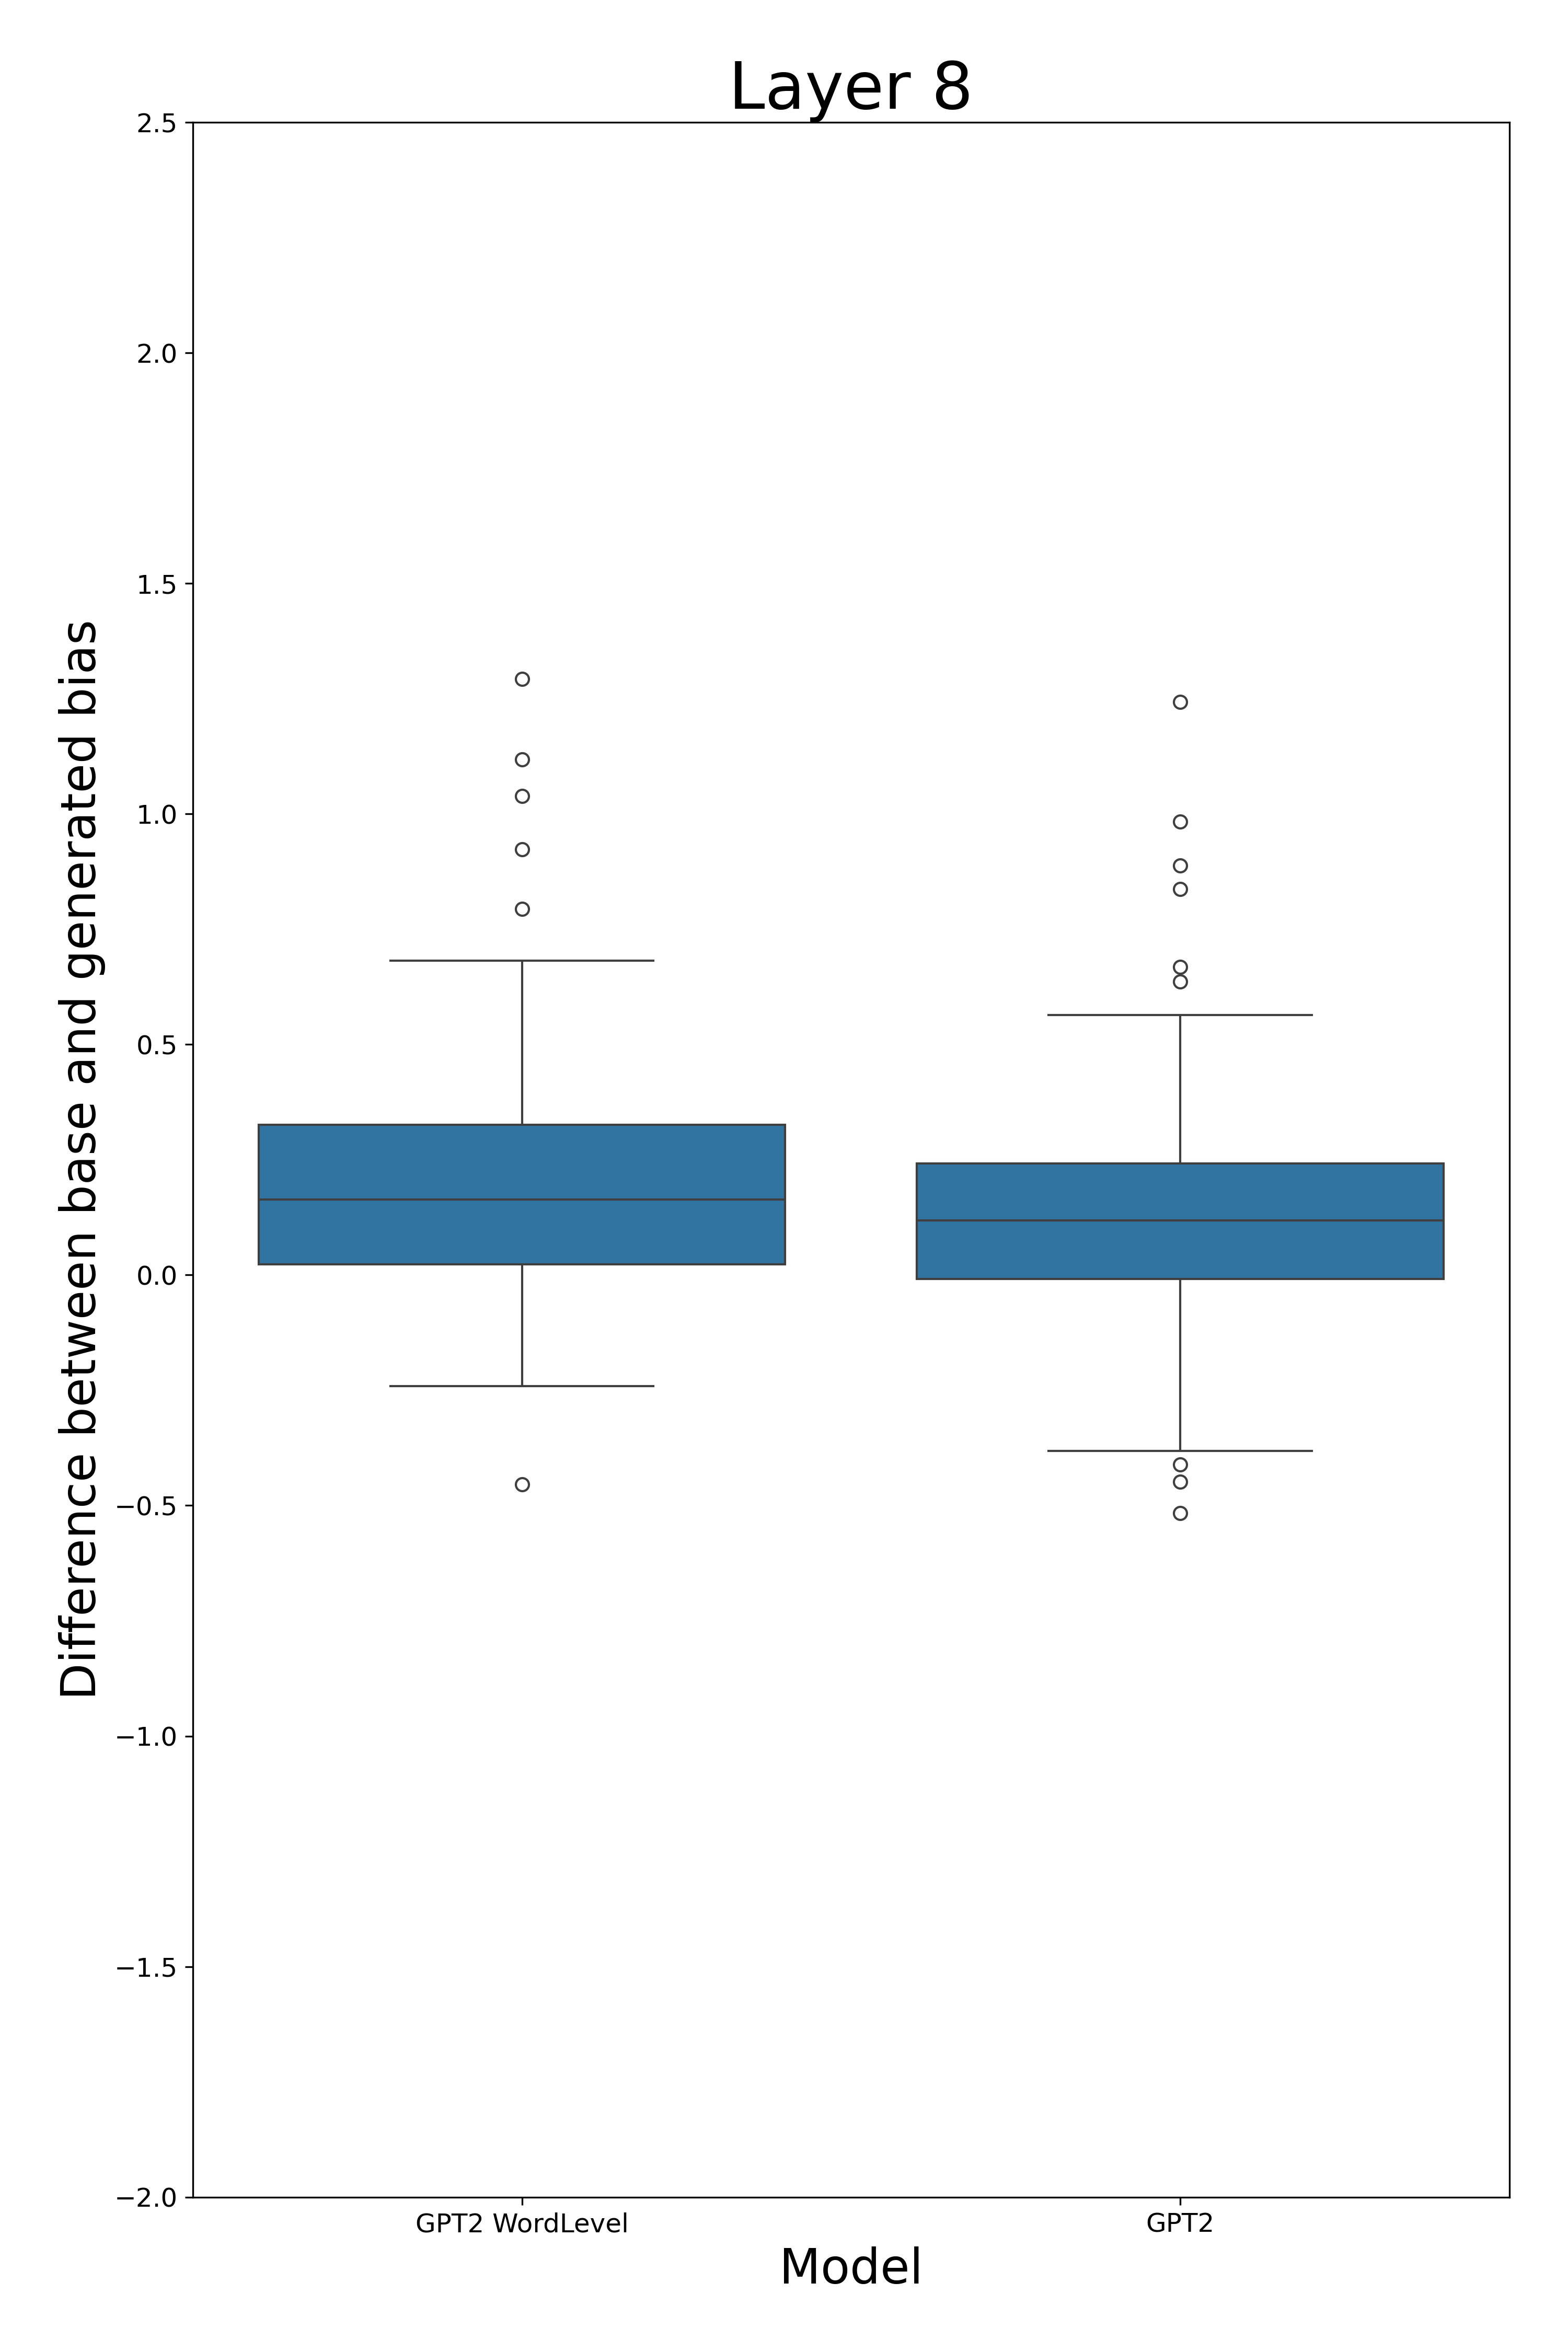 Layer 8
Difference between base and generated bias
2.5
2.0
1.5
1.0
0.5
0.0
−0.5
−1.0
−1.5
−2.0
GPT2 WordLevel
GPT2
Model